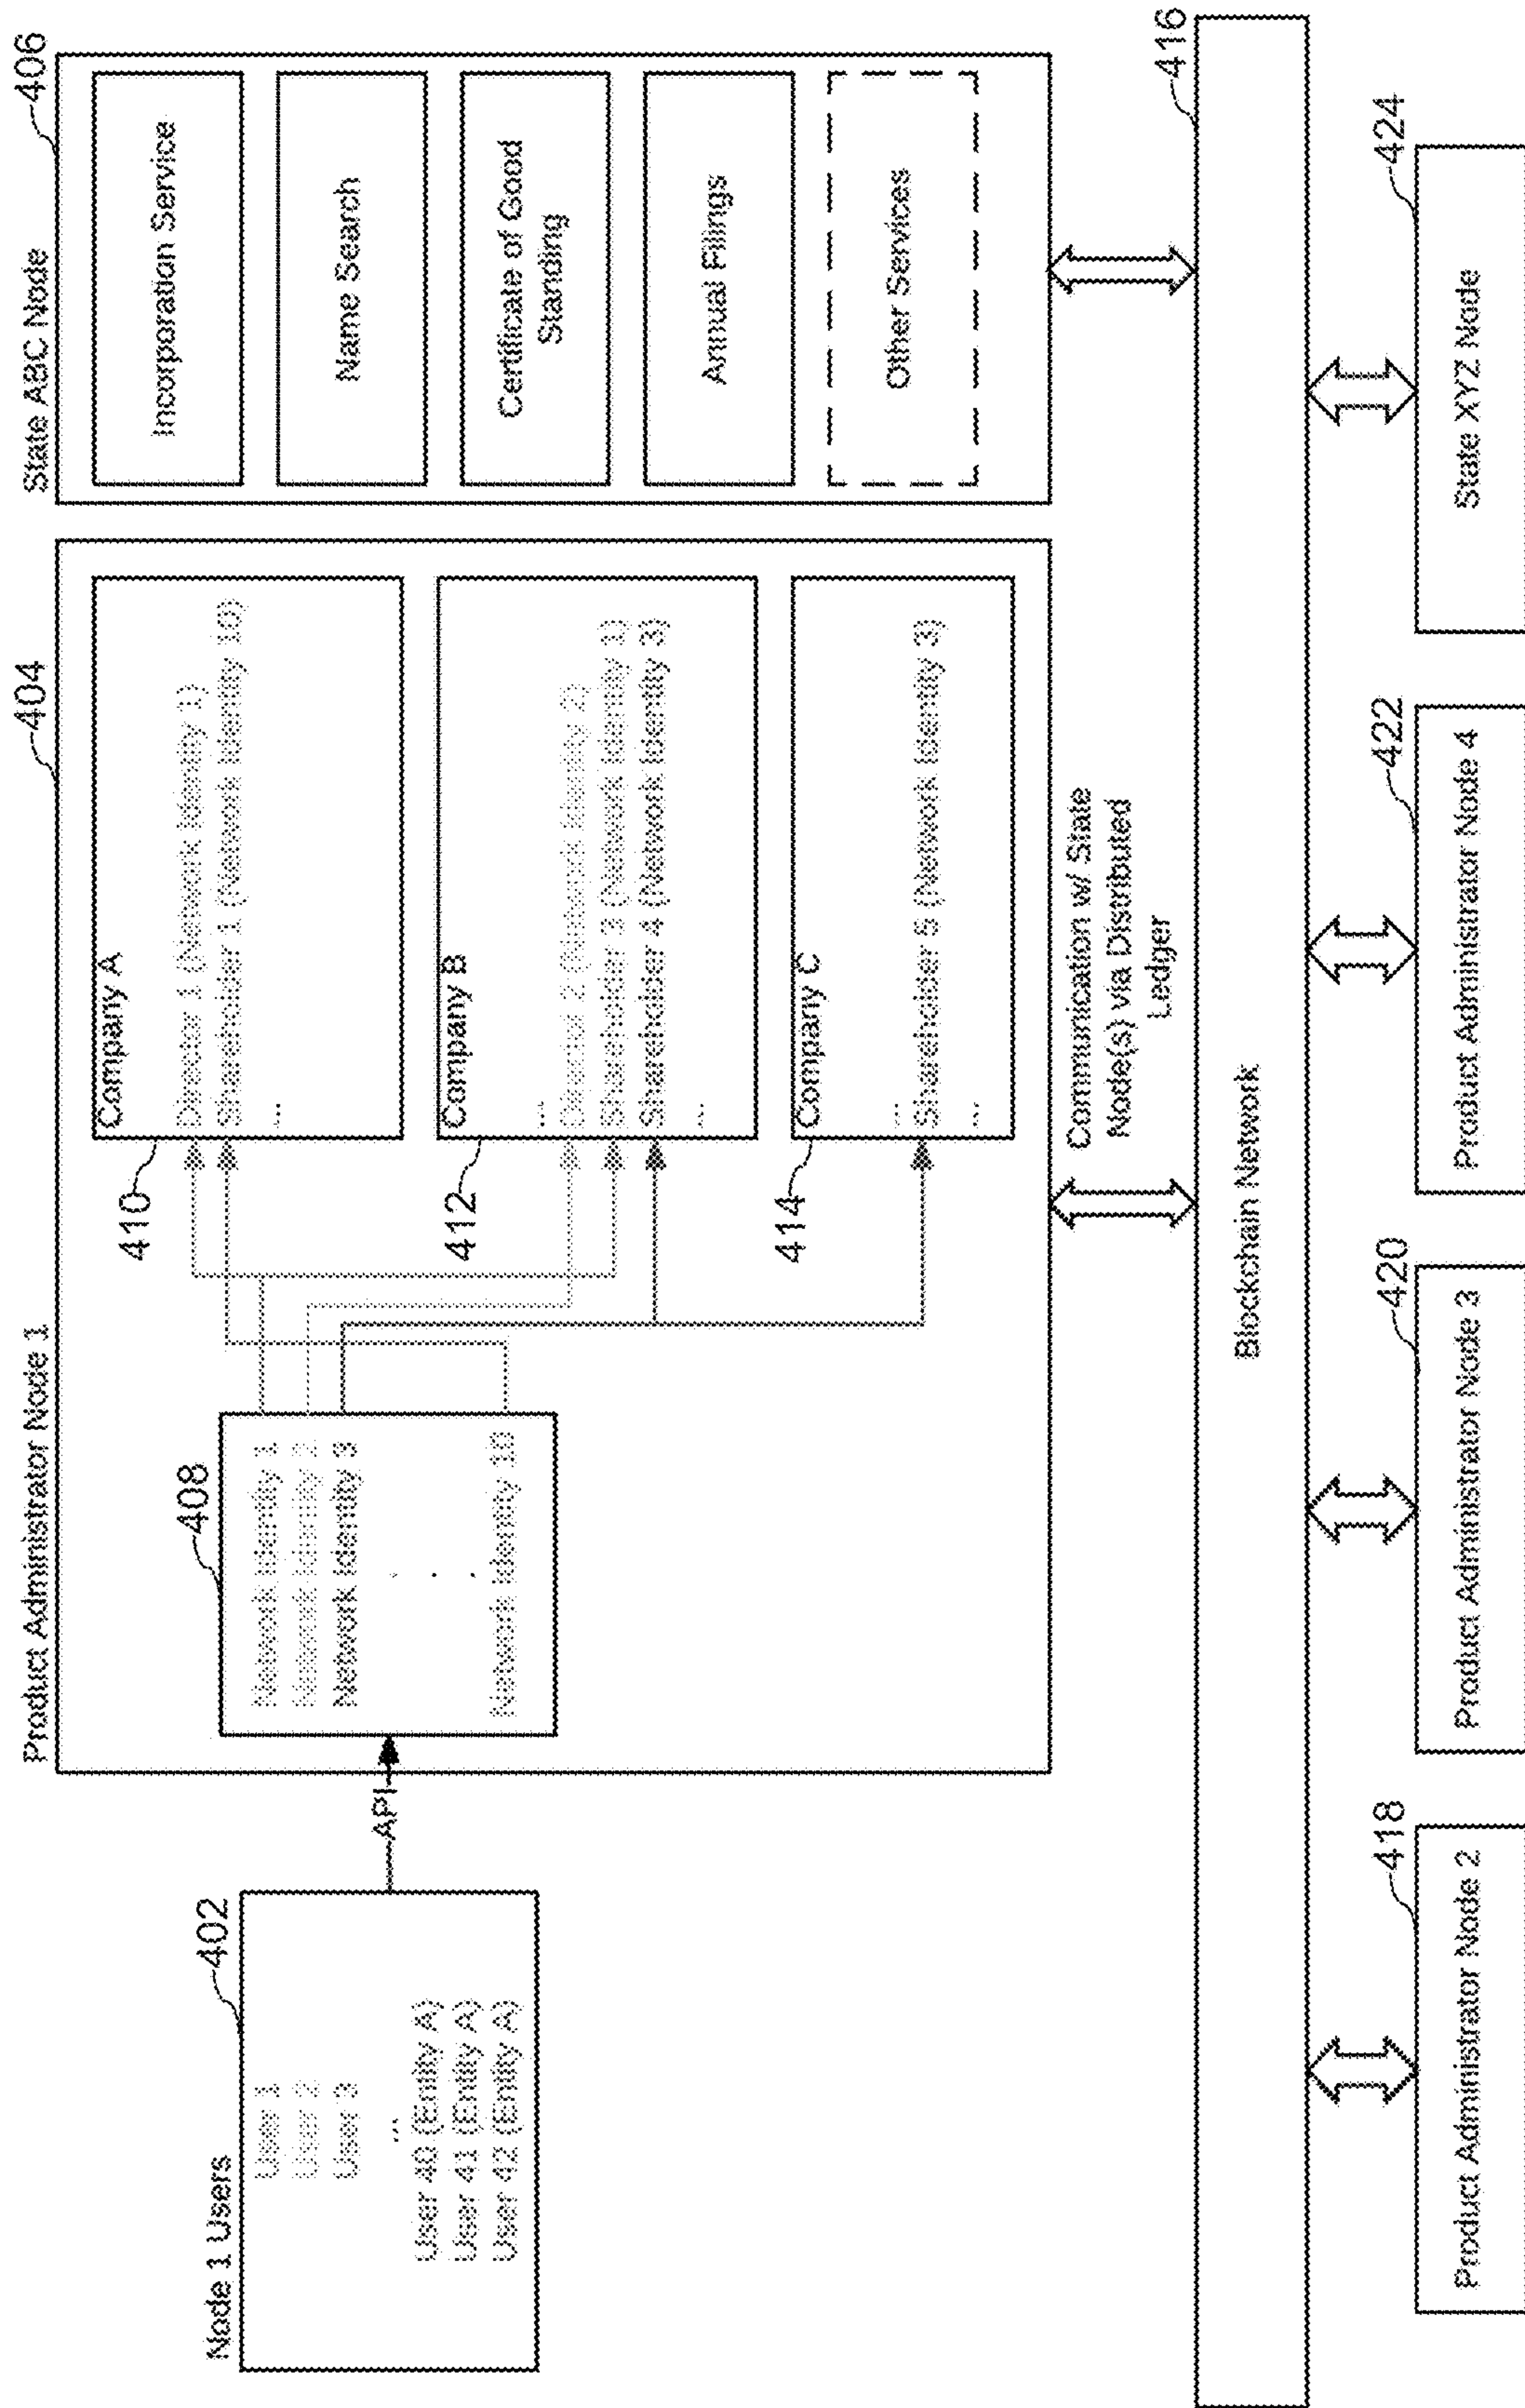 Node 1 Users
402
User 1
User 2
User 3
...
User 40 (Entity A)
User 41 (Entity A)
User 42 (Entity A)
API
Product Administrator Node 1
404
408
Network Identity 1
Network Identity 2
Network Identity 3
.
.
.
Network Identity 10
410
Company A
Director 1 (Network Identity 1)
Shareholder 1 (Network Identity 10)
...
412
Company B
...
Director 2 (Network Identity 2)
Shareholder 3 (Network Identity 1)
Shareholder 4 (Network Identity 3)
...
414
Company C
...
Shareholder 5 (Network Identity 3)
...
State ABC Node
406
Incorporation Service
Name Search
Certificate of Good
Standing
Annual Filings
Other Services
Communication w/ State
Node(s) via Distributed
Ledger
416
Blockchain Network
418
Product Administrator Node 2
420
Product Administrator Node 3
422
Product Administrator Node 4
424
State XYZ Node